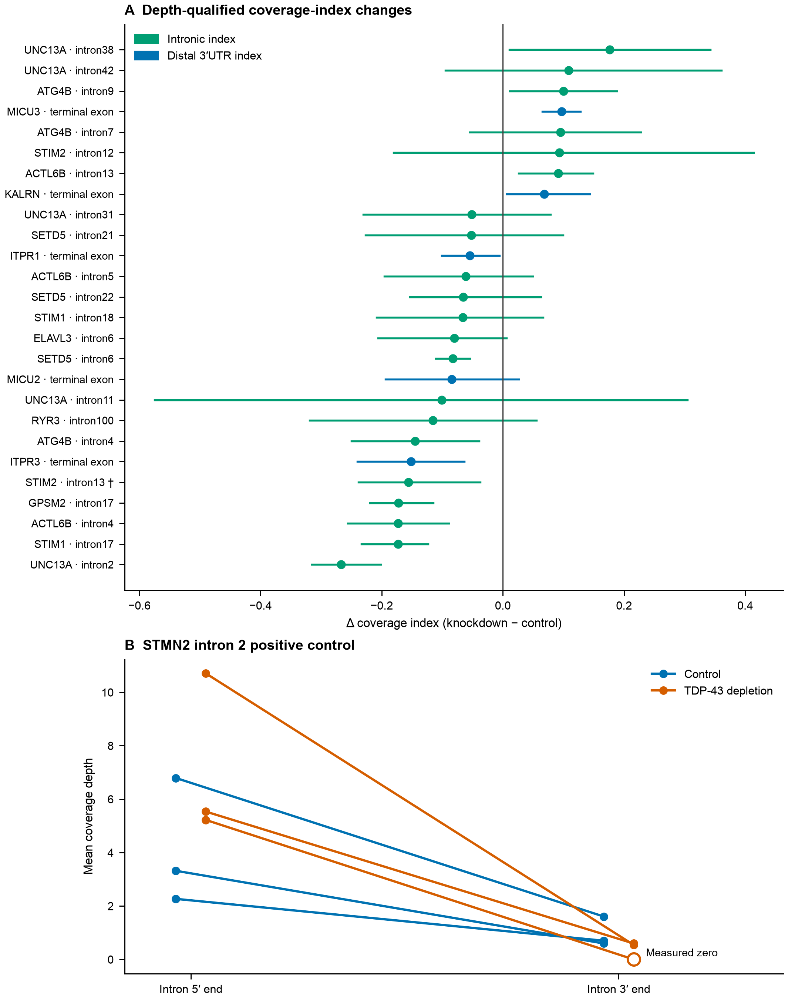 A Depth-qualified coverage-index changes
Intronic index
Distal 3′UTR index
UNC13A · intron38
UNC13A · intron42
ATG4B · intron9
MICU3 · terminal exon
ATG4B · intron7
STIM2 · intron12
ACTL6B · intron13
KALRN · terminal exon
UNC13A · intron31
SETD5 · intron21
ITPR1 · terminal exon
ACTL6B · intron5
SETD5 · intron22
STIM1 · intron18
ELAVL3 · intron6
SETD5 · intron6
MICU2 · terminal exon
UNC13A · intron11
RYR3 · intron100
ATG4B · intron4
ITPR3 · terminal exon
STIM2 · intron13 †
GPSM2 · intron17
ACTL6B · intron4
STIM1 · intron17
UNC13A · intron2
−0.6 −0.4 −0.2 0.0 0.2 0.4
Δ coverage index (knockdown − control)
B STMN2 intron 2 positive control
Control
TDP-43 depletion
Mean coverage depth
10
8
6
4
2
0
Measured zero
Intron 5′ end Intron 3′ end